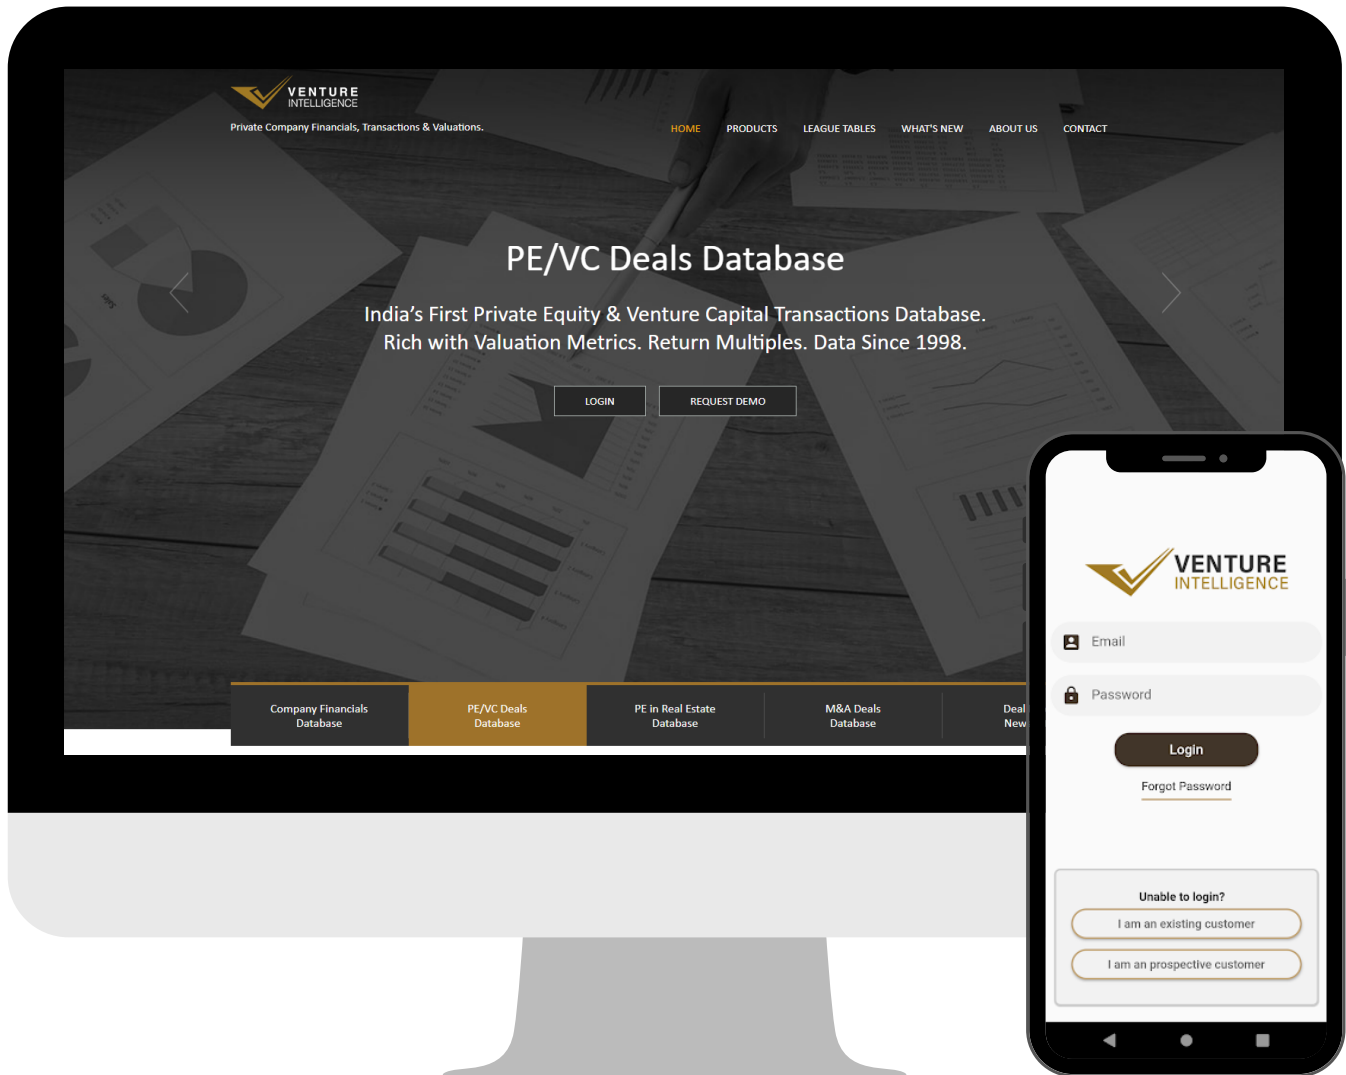 VENTURE
INTELLIGENCE
Private Company Financials, Transactions & Valuations.
HOME PRODUCTS LEAGUE TABLES WHAT'S NEW ABOUT US CONTACT
Sales
PE/VC Deals Database
India's First Private Equity & Venture Capital Transactions Database.
Rich with Valuation Metrics. Return Multiples. Data Since 1998.
LOGIN REQUEST DEMO
Company Financials
Database
PE/VC Deals
Database
PE in Real Estate
Database
M&A Deals
Database
Deal
New
VENTURE
INTELLIGENCE
Email
Password
Login
Forgot Password
Unable to login?
I am an existing customer
I am an prospective customer